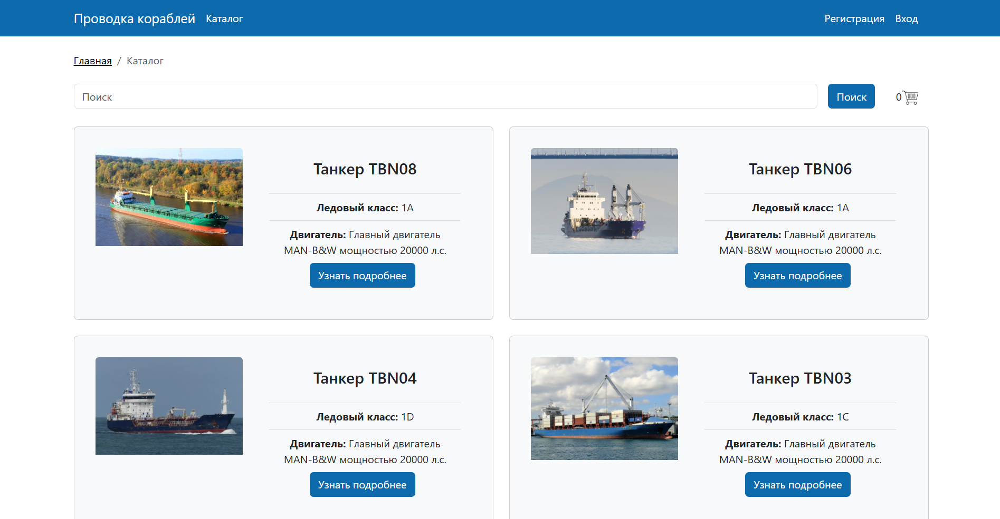 Проводка кораблей Каталог Регистрация Вход
Главная / Каталог
Поиск Поиск 0
Танкер TBN08
Ледовый класс: 1A
Двигатель: Главный двигатель
MAN-B&W мощностью 20000 л.с.
Узнать подробнее
Танкер TBN06
Ледовый класс: 1A
Двигатель: Главный двигатель
MAN-B&W мощностью 20000 л.с.
Узнать подробнее
Танкер TBN04
Ледовый класс: 1D
Двигатель: Главный двигатель
MAN-B&W мощностью 20000 л.с.
Узнать подробнее
Танкер TBN03
Ледовый класс: 1C
Двигатель: Главный двигатель
MAN-B&W мощностью 20000 л.с.
Узнать подробнее